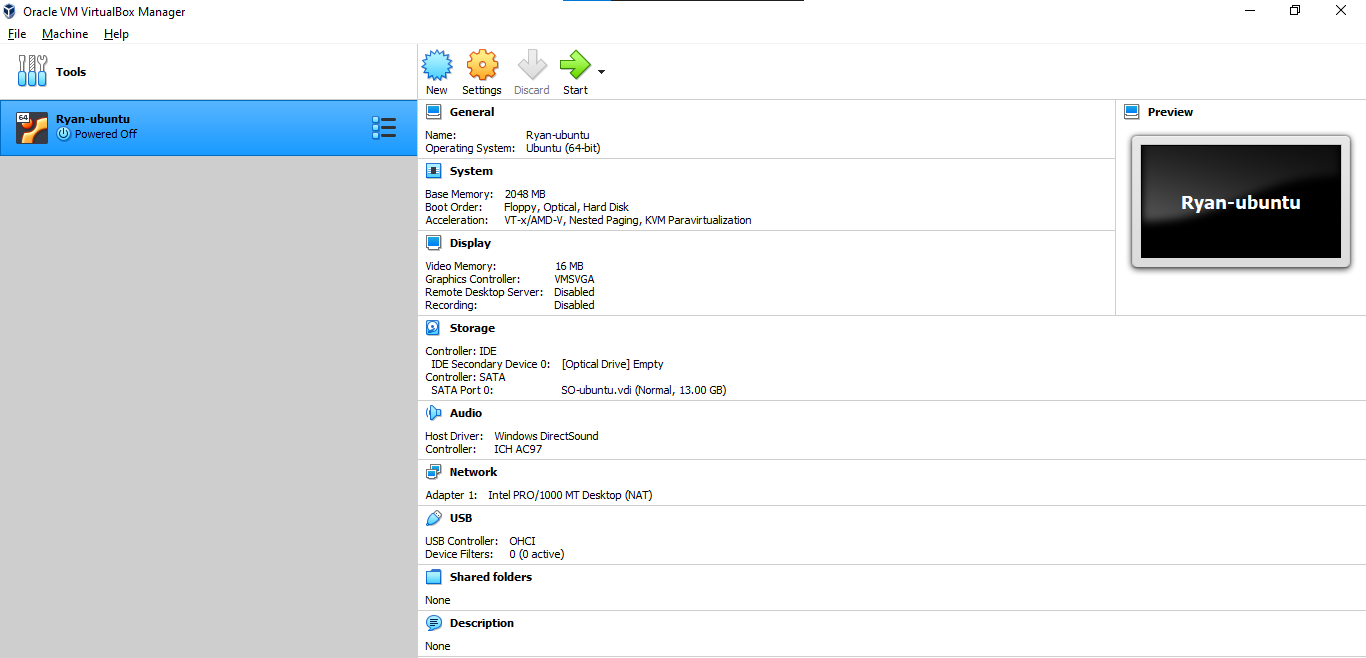 Oracle VM VirtualBox Manager
File Machine Help
Tools
New Settings Discard Start
64
Ryan-ubuntu
Powered Off
General
Name: Ryan-ubuntu
Operating System: Ubuntu (64-bit)
System
Base Memory: 2048 MB
Boot Order: Floppy, Optical, Hard Disk
Acceleration: VT-x/AMD-V, Nested Paging, KVM Paravirtualization
Display
Video Memory: 16 MB
Graphics Controller: VMSVGA
Remote Desktop Server: Disabled
Recording: Disabled
Storage
Controller: IDE
IDE Secondary Device 0: [Optical Drive] Empty
Controller: SATA
SATA Port 0: SO-ubuntu.vdi (Normal, 13.00 GB)
Audio
Host Driver: Windows DirectSound
Controller: ICH AC97
Network
Adapter 1: Intel PRO/1000 MT Desktop (NAT)
USB
USB Controller: OHCI
Device Filters: 0 (0 active)
Shared folders
None
Description
None
Preview
Ryan-ubuntu